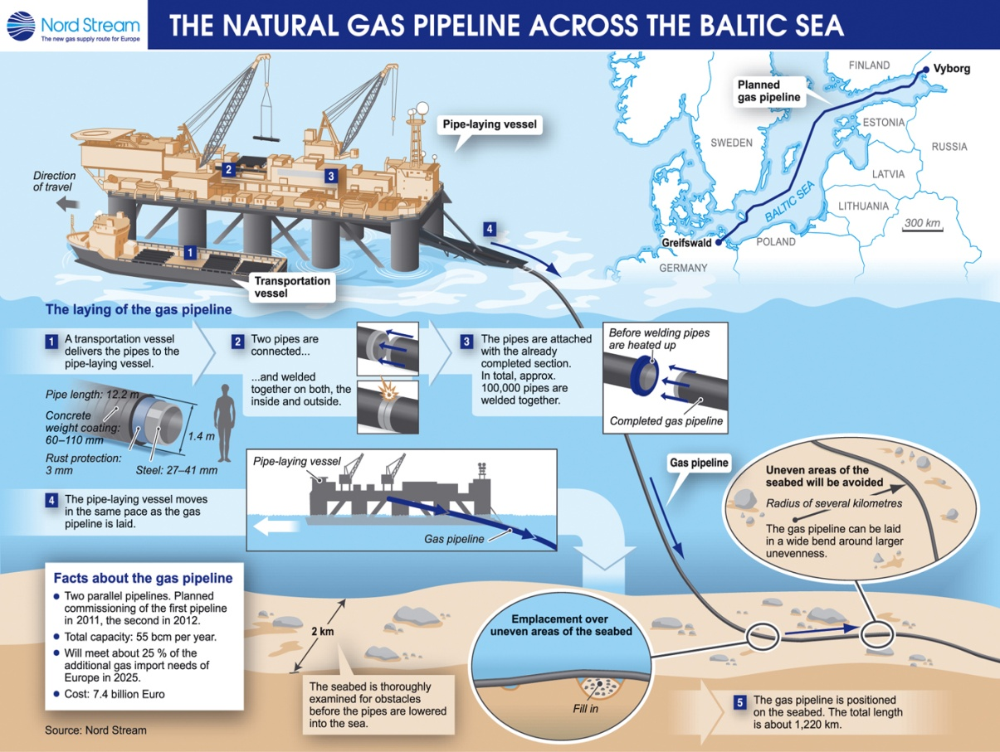 Nord Stream
The new gas supply route for Europe
THE NATURAL GAS PIPELINE ACROSS THE BALTIC SEA
Pipe-laying vessel
Direction
of travel
2
3
4
1
Transportation
vessel
Planned
gas pipeline
FINLAND
Vyborg
SWEDEN
ESTONIA
RUSSIA
LATVIA
LITHUANIA
BALTIC SEA
300 km
Greifswald
POLAND
GERMANY
The laying of the gas pipeline
1
A transportation vessel
delivers the pipes to the
pipe-laying vessel.
2
Two pipes are
connected...
...and welded
together on both, the
inside and outside.
3
The pipes are attached
with the already
completed section.
In total, approx.
100,000 pipes are
welded together.
Before welding pipes
are heated up
Completed gas pipeline
Pipe length: 12.2 m
Concrete
weight coating:
60–110 mm
1.4 m
Rust protection:
3 mm
Steel: 27–41 mm
4
The pipe-laying vessel moves
in the same pace as the gas
pipeline is laid.
Pipe-laying vessel
Gas pipeline
Gas pipeline
Uneven areas of the
seabed will be avoided
Radius of several kilometres
The gas pipeline can be laid
in a wide bend around larger
unevenness.
Facts about the gas pipeline
Two parallel pipelines. Planned
commissioning of the first pipeline
in 2011, the second in 2012.
Total capacity: 55 bcm per year.
Will meet about 25 % of the
additional gas import needs of
Europe in 2025.
Cost: 7.4 billion Euro
Source: Nord Stream
2 km
The seabed is thoroughly
examined for obstacles
before the pipes are lowered
into the sea.
Emplacement over
uneven areas of the seabed
Fill in
5
The gas pipeline is positioned
on the seabed. The total length
is about 1,220 km.